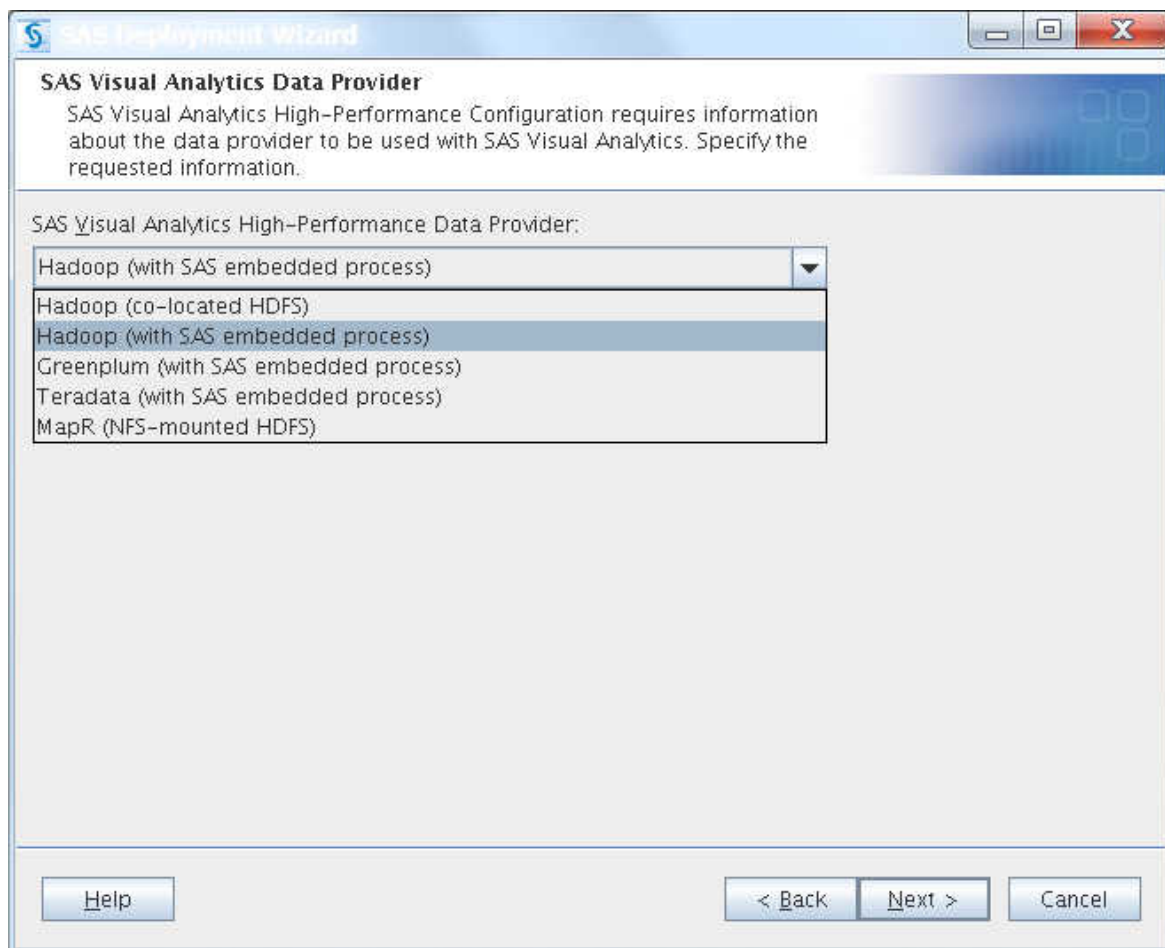 SAS Deployment Wizard
SAS Visual Analytics Data Provider
SAS Visual Analytics High-Performance Configuration requires information
about the data provider to be used with SAS Visual Analytics. Specify the
requested information.
SAS Visual Analytics High-Performance Data Provider:
Hadoop (with SAS embedded process)
Hadoop (co-located HDFS)
Hadoop (with SAS embedded process)
Greenplum (with SAS embedded process)
Teradata (with SAS embedded process)
MapR (NFS-mounted HDFS)
Help < Back Next > Cancel